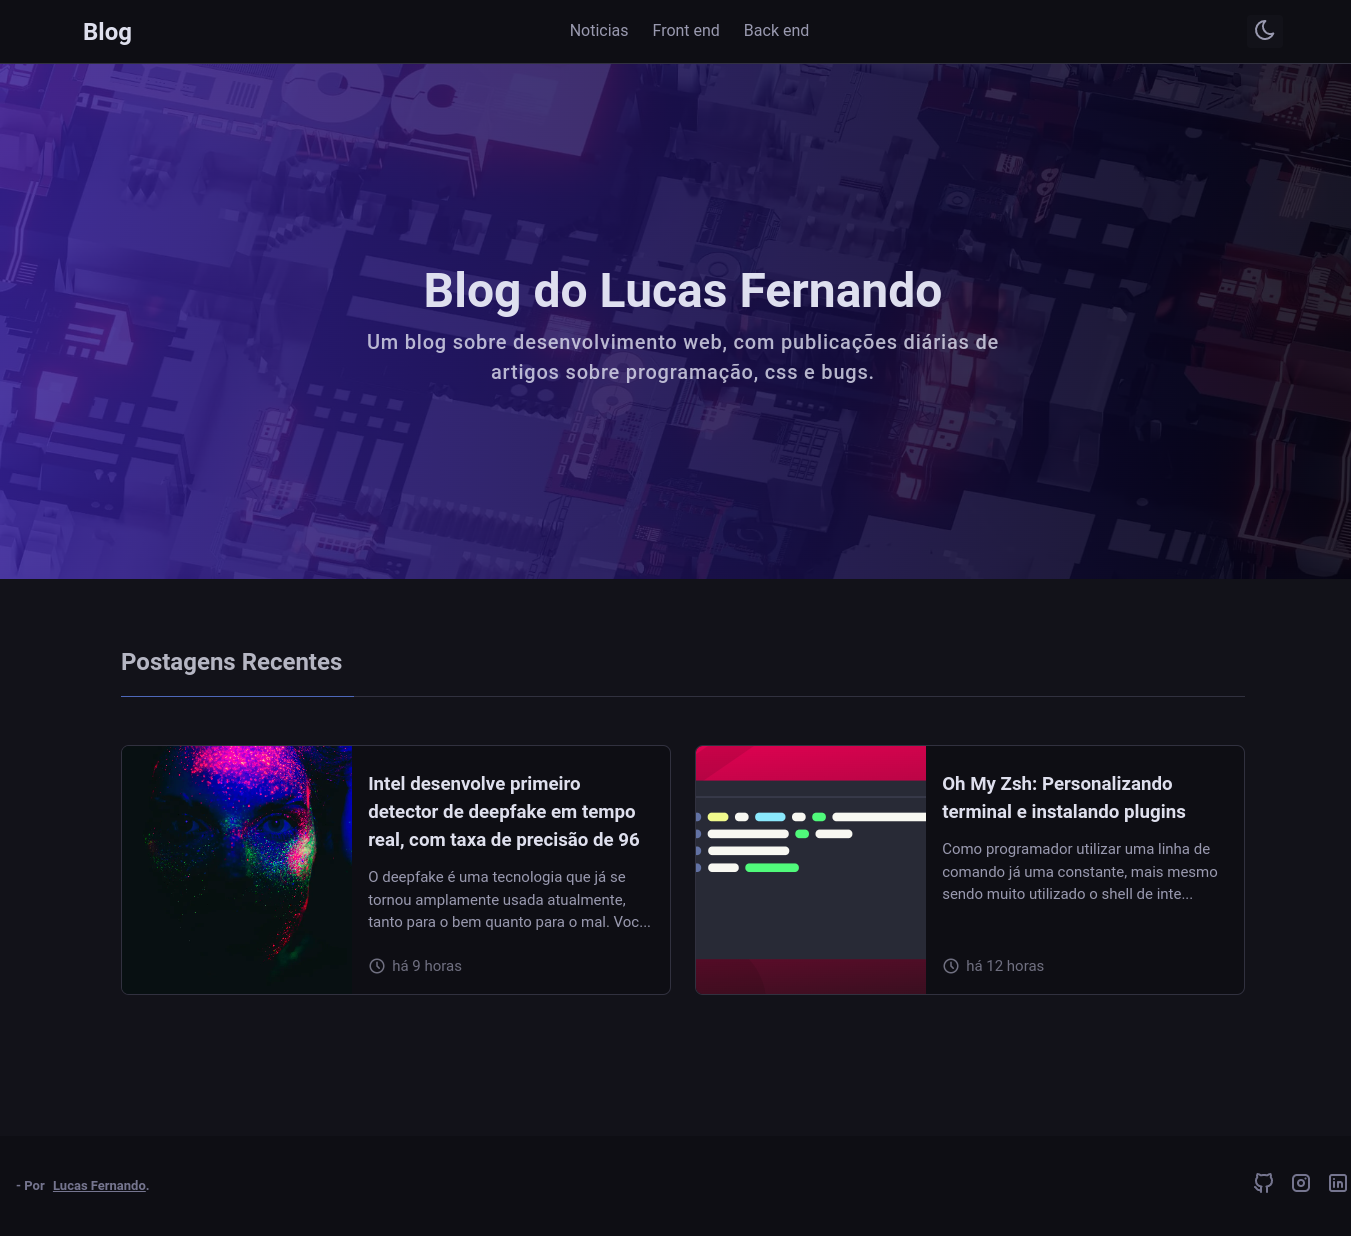 Blog
Noticias
Front end
Back end
Blog do Lucas Fernando
Um blog sobre desenvolvimento web, com publicações diárias de
artigos sobre programação, css e bugs.
Postagens Recentes
Intel desenvolve primeiro
detector de deepfake em tempo
real, com taxa de precisão de 96
O deepfake é uma tecnologia que já se
tornou amplamente usada atualmente,
tanto para o bem quanto para o mal. Voc...
há 9 horas
Oh My Zsh: Personalizando
terminal e instalando plugins
Como programador utilizar uma linha de
comando já uma constante, mais mesmo
sendo muito utilizado o shell de inte...
há 12 horas
- Por Lucas Fernando.